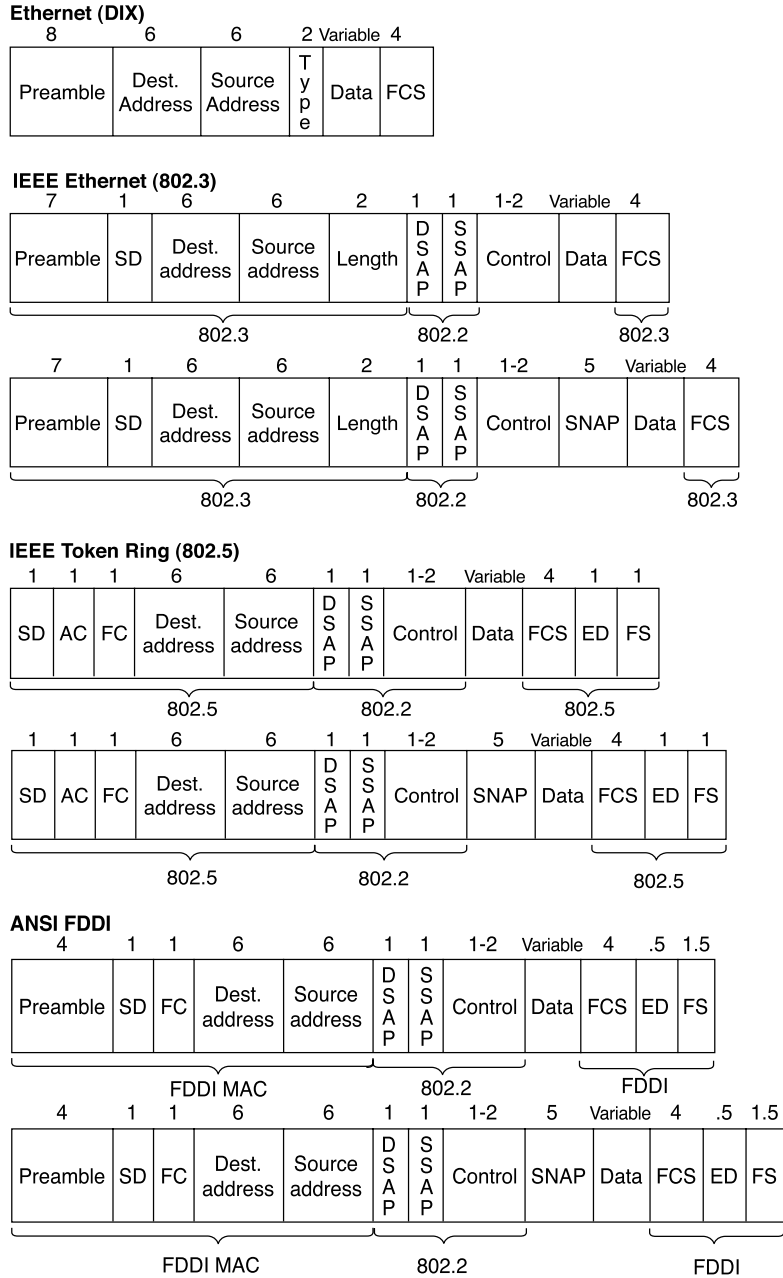 Ethernet (DIX)
8 6 6 2 Variable 4
Preamble Dest. Address Source Address Type Data FCS
IEEE Ethernet (802.3)
7 1 6 6 2 1 1 1-2 Variable 4
Preamble SD Dest. address Source address Length DSAP SSAP Control Data FCS
802.3 802.2 802.3
7 1 6 6 2 1 1 1-2 5 Variable 4
Preamble SD Dest. address Source address Length DSAP SSAP Control SNAP Data FCS
802.3 802.2 802.3
IEEE Token Ring (802.5)
1 1 1 6 6 1 1 1-2 Variable 4 1 1
SD AC FC Dest. address Source address DSAP SSAP Control Data FCS ED FS
802.5 802.2 802.5
1 1 1 6 6 1 1 1-2 5 Variable 4 1 1
SD AC FC Dest. address Source address DSAP SSAP Control SNAP Data FCS ED FS
802.5 802.2 802.5
ANSI FDDI
4 1 1 6 6 1 1 1-2 Variable 4 .5 1.5
Preamble SD FC Dest. address Source address DSAP SSAP Control Data FCS ED FS
FDDI MAC 802.2 FDDI
4 1 1 6 6 1 1 1-2 5 Variable 4 .5 1.5
Preamble SD FC Dest. address Source address DSAP SSAP Control SNAP Data FCS ED FS
FDDI MAC 802.2 FDDI